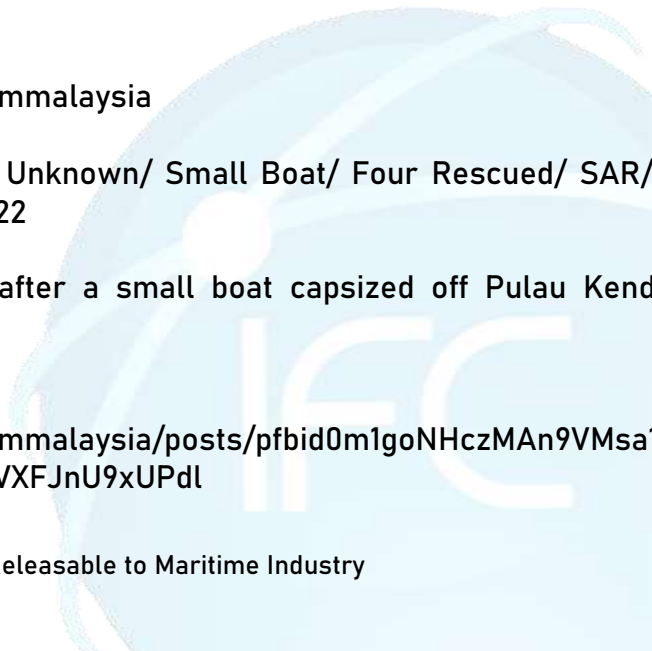 mmalaysia
Unknown/ Small Boat/ Four Rescued/ SAR/
22
after a small boat capsized off Pulau Kend
mmalaysia/posts/pfbid0m1goNHczMAn9VMsa
VXFJnU9xUPdl
eleasable to Maritime Industry
IFC